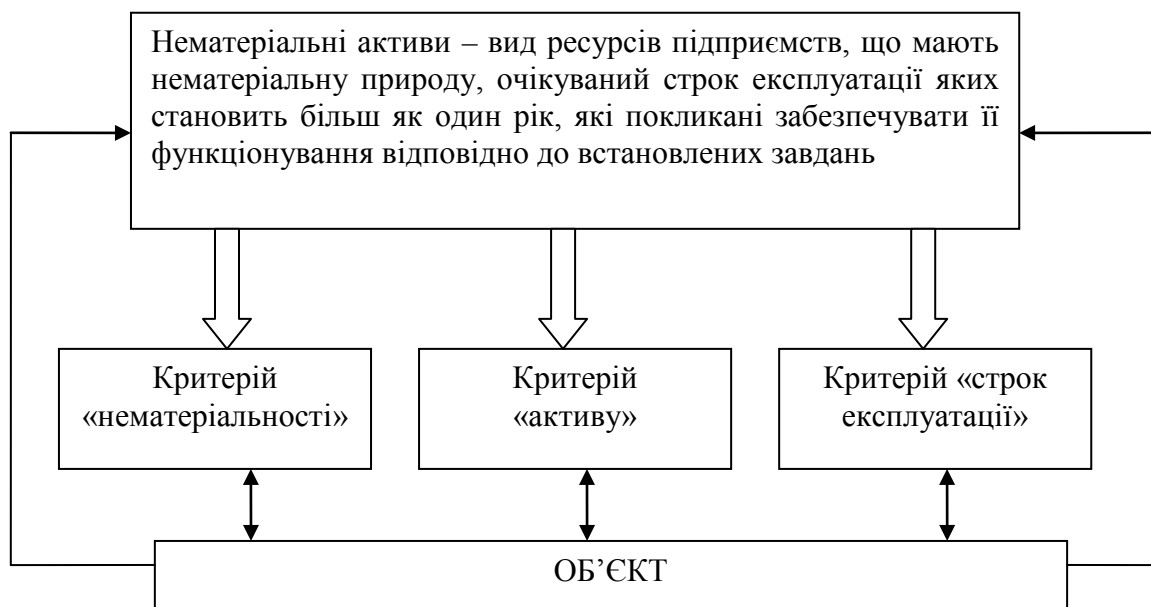 Нематеріальні активи – вид ресурсів підприємств, що мають
нематеріальну природу, очікуваний строк експлуатації яких
становить більш як один рік, які покликані забезпечувати її
функціонування відповідно до встановлених завдань
Критерій
«нематеріальності»
Критерій
«активу»
Критерій «строк
експлуатації»
ОБ’ЄКТ